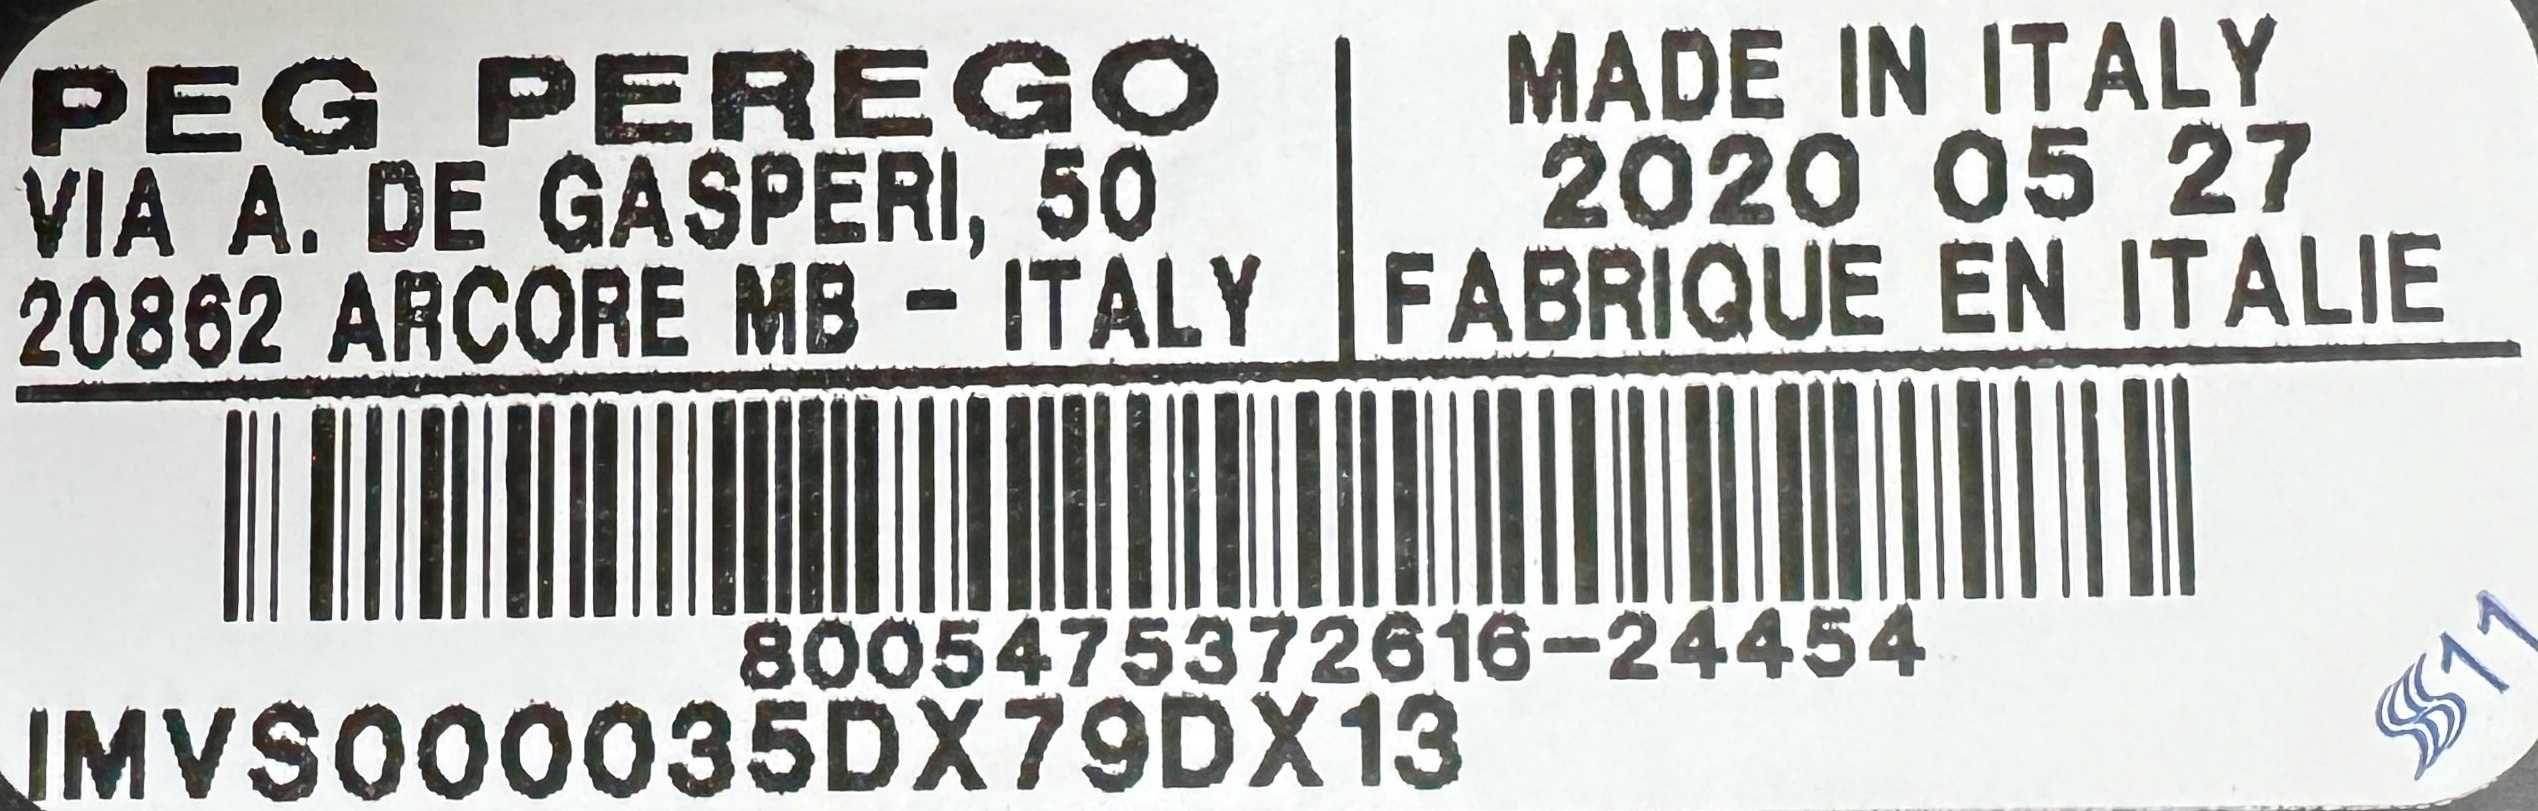 PEG PEREGO
VIA A. DE GASPERI, 50
20862 ARCORE MB - ITALY
MADE IN ITALY
2020 05 27
FABRIQUE EN ITALIE
8005475372616-24454
IMVS000035DX79DX13
11